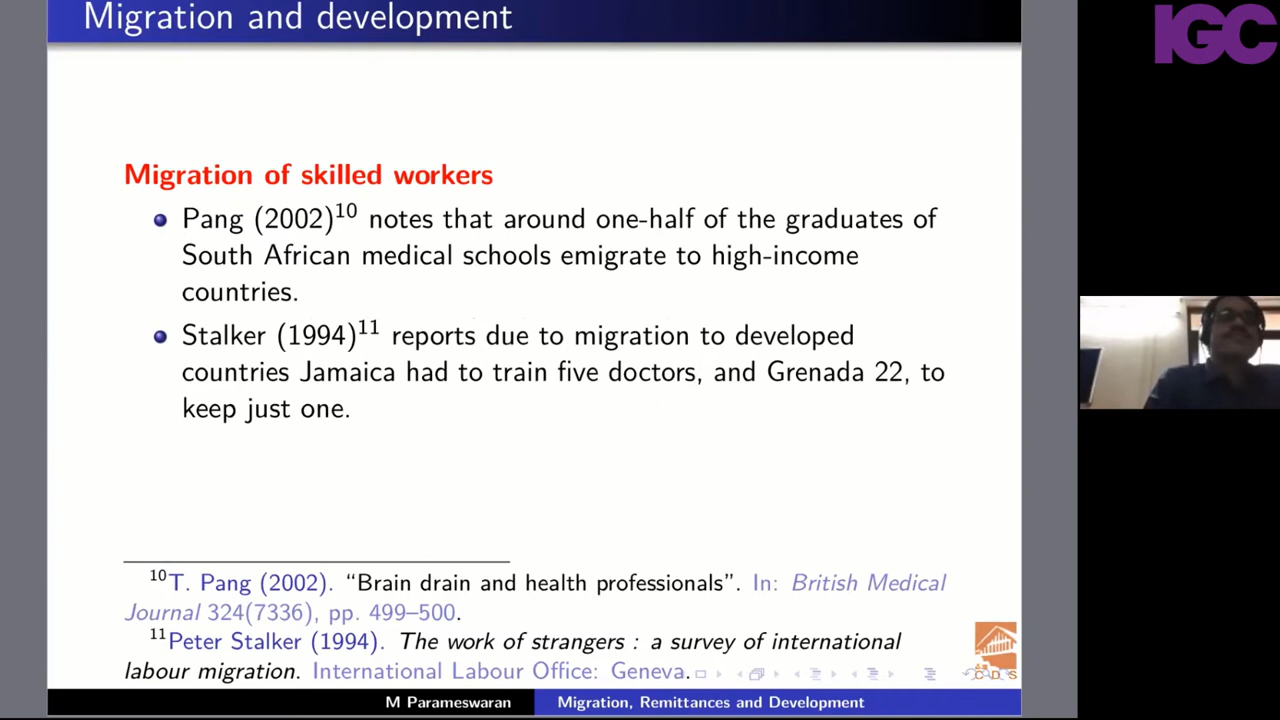 Migration and development
IGC
Migration of skilled workers
Pang (2002)10 notes that around one-half of the graduates of
South African medical schools emigrate to high-income
countries.
Stalker (1994)11 reports due to migration to developed
countries Jamaica had to train five doctors, and Grenada 22, to
keep just one.
10T. Pang (2002). “Brain drain and health professionals”. In: British Medical
Journal 324(7336), pp. 499–500.
11Peter Stalker (1994). The work of strangers : a survey of international
labour migration. International Labour Office: Geneva.
CDS
M Parameswaran
Migration, Remittances and Development